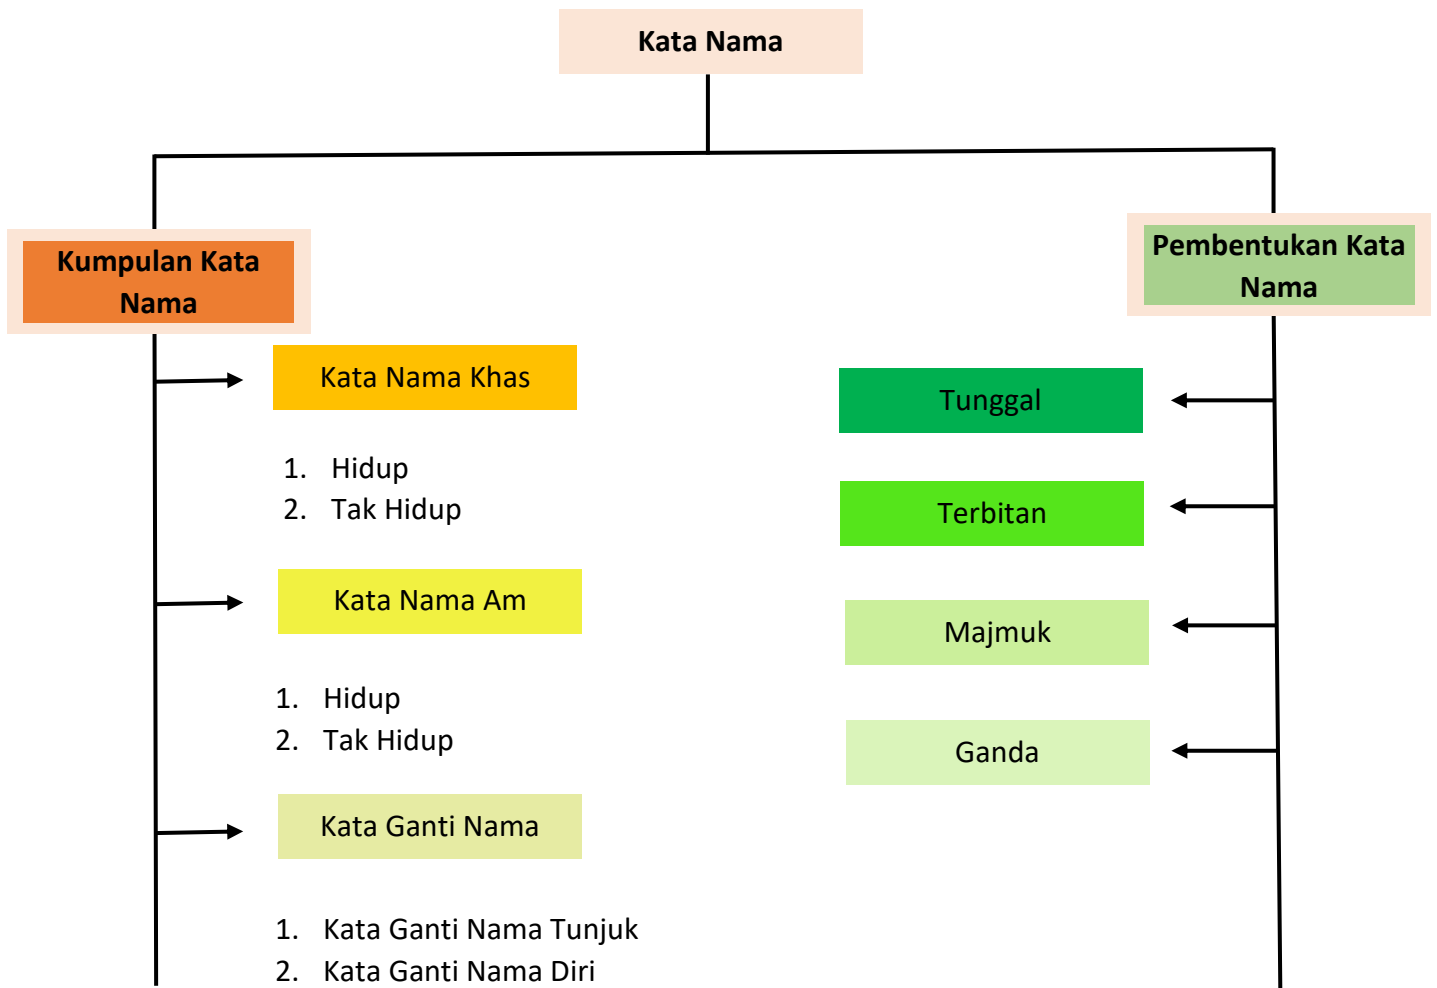 Kata Nama
Kumpulan Kata
Nama
Kata Nama Khas
1. Hidup
2. Tak Hidup
Kata Nama Am
1. Hidup
2. Tak Hidup
Kata Ganti Nama
1. Kata Ganti Nama Tunjuk
2. Kata Ganti Nama Diri
Pembentukan Kata
Nama
Tunggal
Terbitan
Majmuk
Ganda